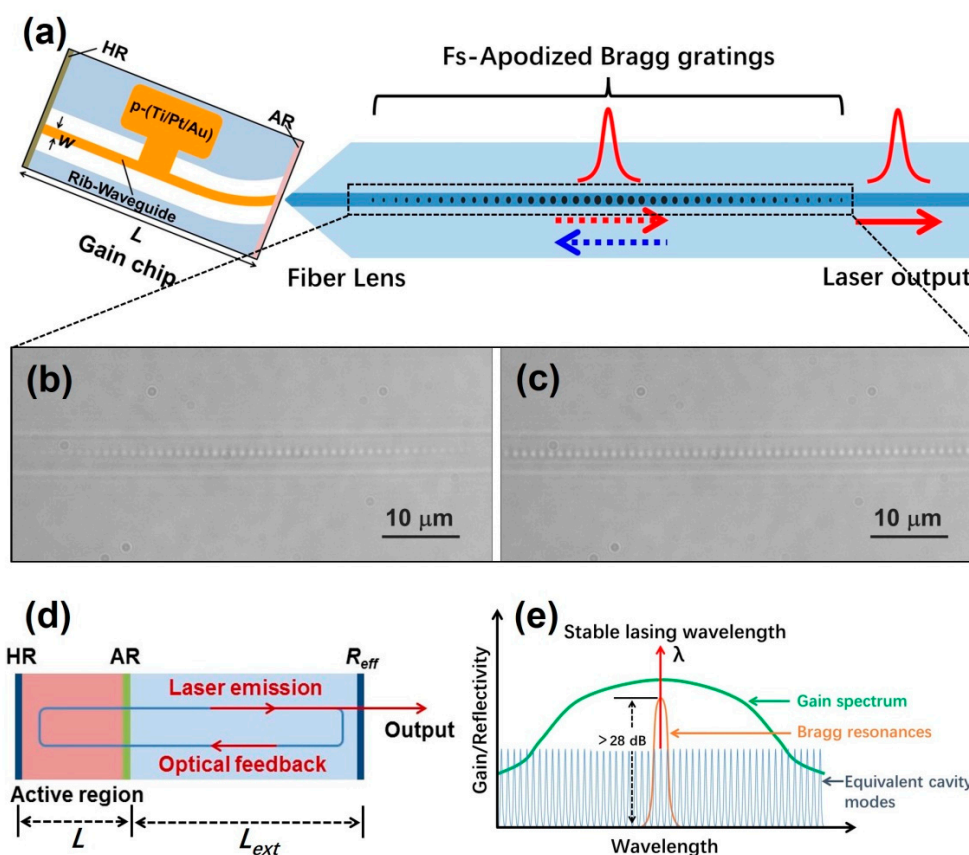 (a)
HR
Fs-Apodized Bragg gratings
p-(Ti/Pt/Au)
AR
w
Rib-Waveguide
L
Gain chip
Fiber Lens
Laser output
(b)
10 μm
(c)
10 μm
(d)
HR
AR
Reff
Laser emission
Output
Optical feedback
Active region
L
Lext
(e)
Stable lasing wavelength
λ
Gain/Reflectivity
Gain spectrum
>28 dB
Bragg resonances
Equivalent cavity
modes
Wavelength